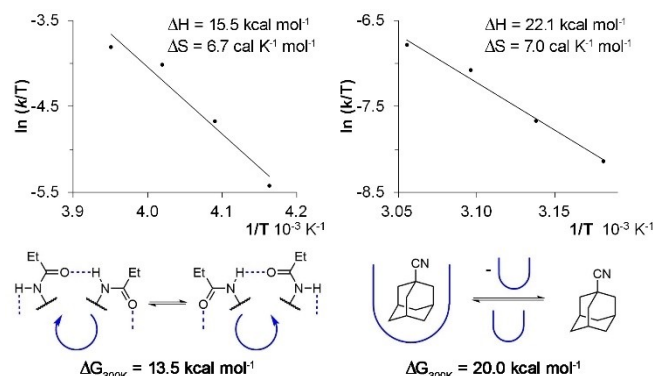 -3.5
-4.5
-5.5
ln (k/T)
ΔH = 15.5 kcal mol⁻¹
ΔS = 6.7 cal K⁻¹ mol⁻¹
3.9 4.0 4.1 4.2
1/T 10⁻³ K⁻¹
-6.5
-7.5
-8.5
ln (k/T)
ΔH = 22.1 kcal mol⁻¹
ΔS = 7.0 cal K⁻¹ mol⁻¹
3.05 3.10 3.15
1/T 10⁻³ K⁻¹
Et O H Et
H N N O
Et H O Et
O N N H
ΔG300K = 13.5 kcal mol⁻¹
CN
-
CN
ΔG300K = 20.0 kcal mol⁻¹